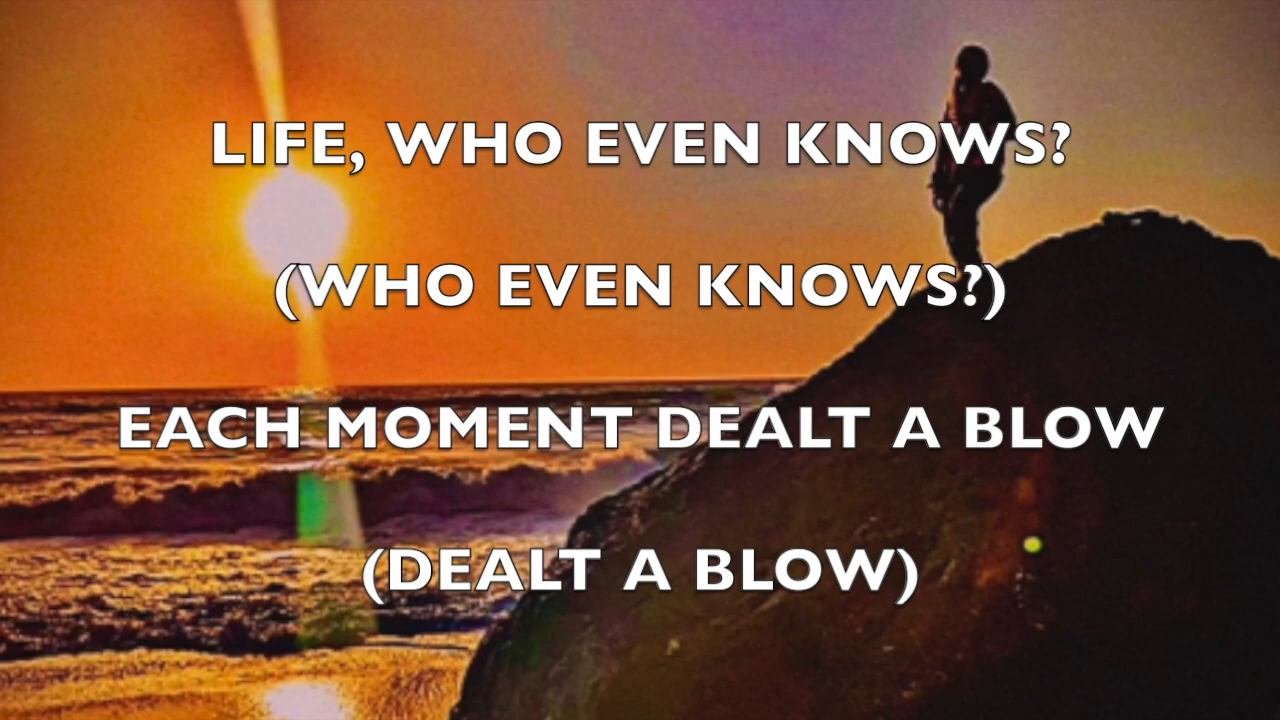 LIFE, WHO EVEN KNOWS?
(WHO EVEN KNOWS?)
EACH MOMENT DEALT A BLOW
(DEALT A BLOW)